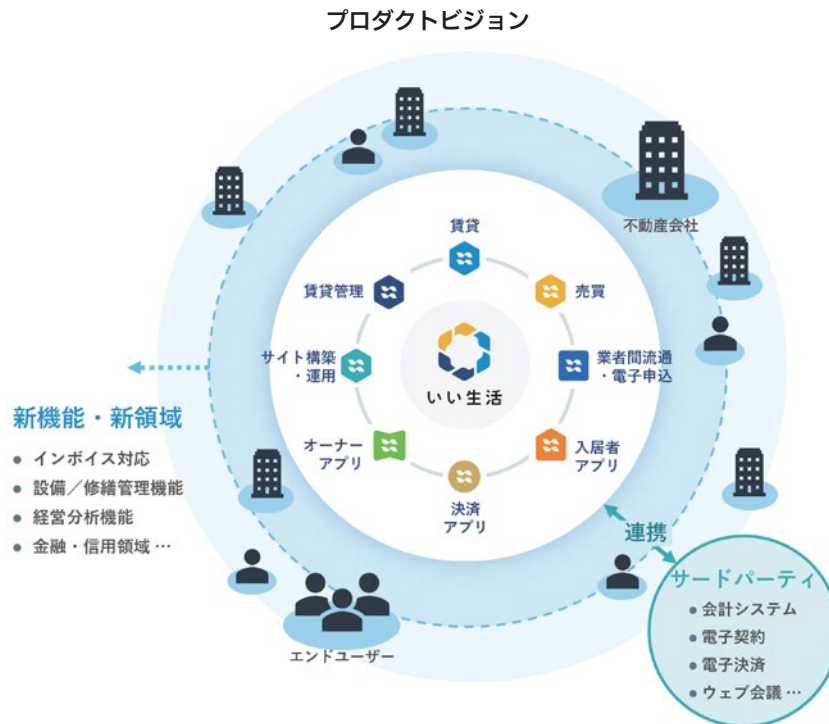 プロダクトビジョン
不動産会社
賃貸
賃貸管理
売買
サイト構築
・運用
業者間流通
・電子申込
いい生活
オーナー
アプリ
入居者
アプリ
決済
アプリ
新機能・新領域
● インボイス対応
● 設備／修繕管理機能
● 経営分析機能
● 金融・信用領域 …
連携
サードパーティ
● 会計システム
● 電子契約
● 電子決済
● ウェブ会議 …
エンドユーザー